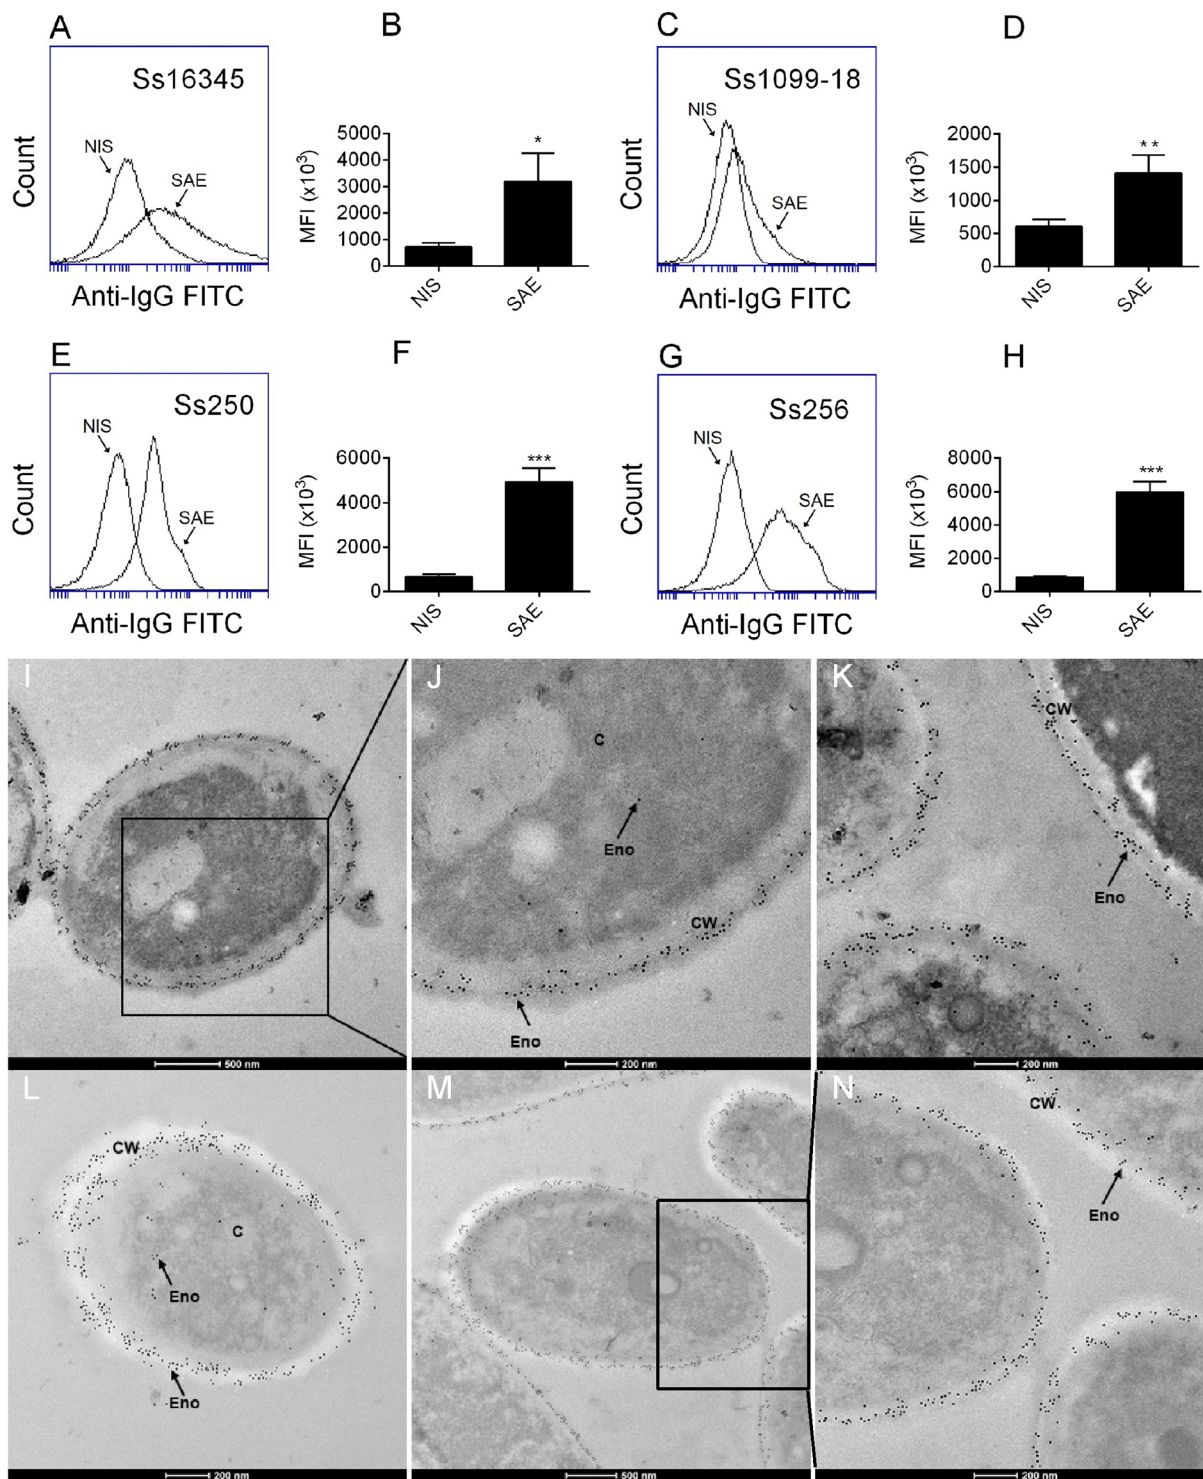 A
Ss16345
NIS
SAE
Count
Anti-IgG FITC
B
MFI (x10³)
5000
4000
3000
2000
1000
0
*
NIS
SAE
C
Ss1099-18
NIS
SAE
Count
Anti-IgG FITC
D
MFI (x10³)
2000
1500
1000
500
0
**
NIS
SAE
E
Ss250
NIS
SAE
Count
Anti-IgG FITC
F
MFI (x10³)
6000
4000
2000
0
***
NIS
SAE
G
Ss256
NIS
SAE
Count
Anti-IgG FITC
H
MFI (x10³)
8000
6000
4000
2000
0
***
NIS
SAE
I
500 nm
J
C
Eno
CW
Eno
200 nm
K
CW
Eno
200 nm
L
CW
C
Eno
Eno
200 nm
M
500 nm
N
CW
Eno
200 nm